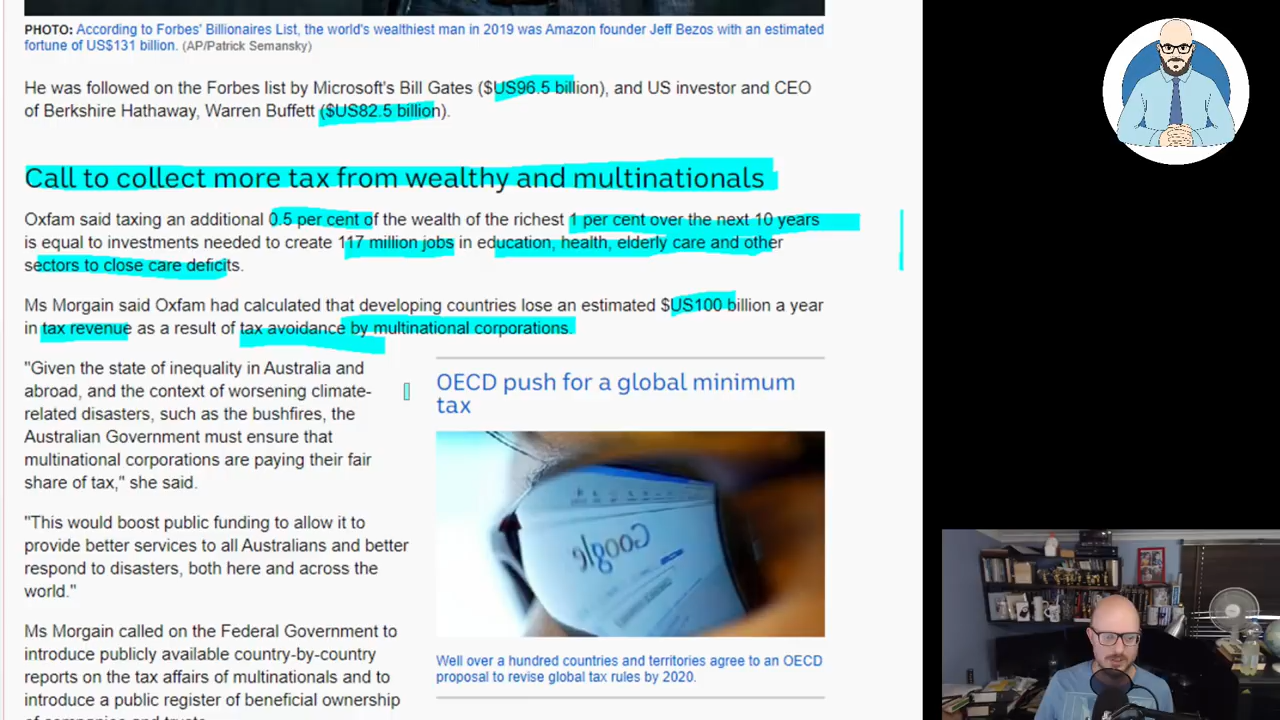 PHOTO: According to Forbes' Billionaires List, the world's wealthiest man in 2019 was Amazon founder Jeff Bezos with an estimated
fortune of US$131 billion. (AP/Patrick Semansky)
He was followed on the Forbes list by Microsoft's Bill Gates ($US96.5 billion), and US investor and CEO
of Berkshire Hathaway, Warren Buffett ($US82.5 billion).
Call to collect more tax from wealthy and multinationals
Oxfam said taxing an additional 0.5 per cent of the wealth of the richest 1 per cent over the next 10 years
is equal to investments needed to create 117 million jobs in education, health, elderly care and other
sectors to close care deficits.
Ms Morgain said Oxfam had calculated that developing countries lose an estimated $US100 billion a year
in tax revenue as a result of tax avoidance by multinational corporations.
"Given the state of inequality in Australia and
abroad, and the context of worsening climate-
related disasters, such as the bushfires, the
Australian Government must ensure that
multinational corporations are paying their fair
share of tax," she said.
"This would boost public funding to allow it to
provide better services to all Australians and better
respond to disasters, both here and across the
world."
Ms Morgain called on the Federal Government to
introduce publicly available country-by-country
reports on the tax affairs of multinationals and to
introduce a public register of beneficial ownership
of companies and trusts.
OECD push for a global minimum
tax
Google
Well over a hundred countries and territories agree to an OECD
proposal to revise global tax rules by 2020.